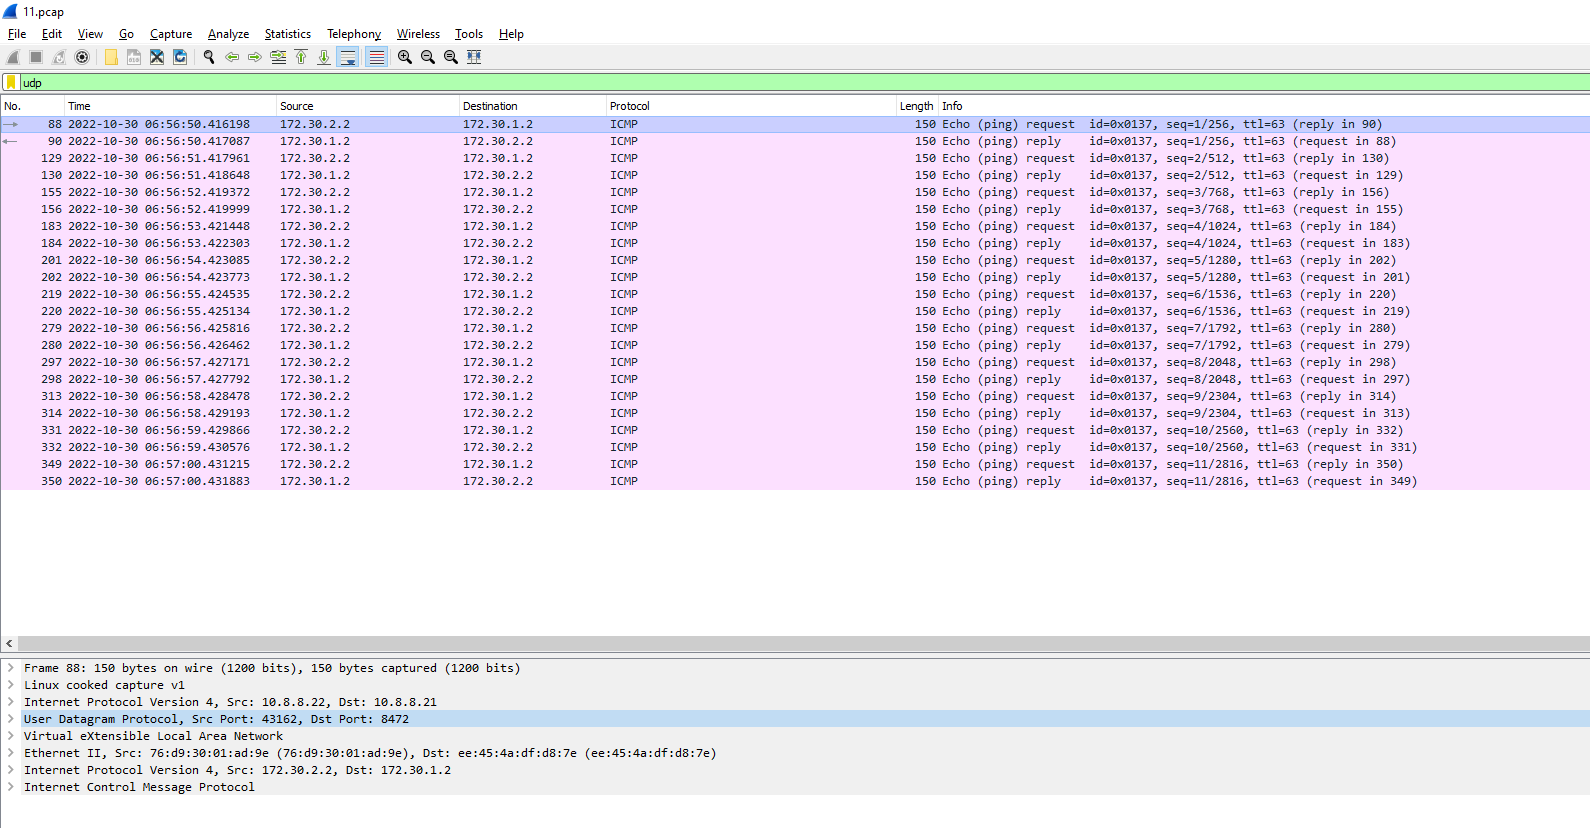 11.pcap
File Edit View Go Capture Analyze Statistics Telephony Wireless Tools Help
udp
No. Time Source Destination Protocol Length Info
88 2022-10-30 06:56:50.416198 172.30.2.2 172.30.1.2 ICMP 150 Echo (ping) request id=0x0137, seq=1/256, ttl=63 (reply in 90)
90 2022-10-30 06:56:50.417087 172.30.1.2 172.30.2.2 ICMP 150 Echo (ping) reply id=0x0137, seq=1/256, ttl=63 (request in 88)
129 2022-10-30 06:56:51.417961 172.30.2.2 172.30.1.2 ICMP 150 Echo (ping) request id=0x0137, seq=2/512, ttl=63 (reply in 130)
130 2022-10-30 06:56:51.418648 172.30.1.2 172.30.2.2 ICMP 150 Echo (ping) reply id=0x0137, seq=2/512, ttl=63 (request in 129)
155 2022-10-30 06:56:52.419372 172.30.2.2 172.30.1.2 ICMP 150 Echo (ping) request id=0x0137, seq=3/768, ttl=63 (reply in 156)
156 2022-10-30 06:56:52.419999 172.30.1.2 172.30.2.2 ICMP 150 Echo (ping) reply id=0x0137, seq=3/768, ttl=63 (request in 155)
183 2022-10-30 06:56:53.421448 172.30.2.2 172.30.1.2 ICMP 150 Echo (ping) request id=0x0137, seq=4/1024, ttl=63 (reply in 184)
184 2022-10-30 06:56:53.422303 172.30.1.2 172.30.2.2 ICMP 150 Echo (ping) reply id=0x0137, seq=4/1024, ttl=63 (request in 183)
201 2022-10-30 06:56:54.423085 172.30.2.2 172.30.1.2 ICMP 150 Echo (ping) request id=0x0137, seq=5/1280, ttl=63 (reply in 202)
202 2022-10-30 06:56:54.423773 172.30.1.2 172.30.2.2 ICMP 150 Echo (ping) reply id=0x0137, seq=5/1280, ttl=63 (request in 201)
219 2022-10-30 06:56:55.424535 172.30.2.2 172.30.1.2 ICMP 150 Echo (ping) request id=0x0137, seq=6/1536, ttl=63 (reply in 220)
220 2022-10-30 06:56:55.425134 172.30.1.2 172.30.2.2 ICMP 150 Echo (ping) reply id=0x0137, seq=6/1536, ttl=63 (request in 219)
279 2022-10-30 06:56:56.425816 172.30.2.2 172.30.1.2 ICMP 150 Echo (ping) request id=0x0137, seq=7/1792, ttl=63 (reply in 280)
280 2022-10-30 06:56:56.426462 172.30.1.2 172.30.2.2 ICMP 150 Echo (ping) reply id=0x0137, seq=7/1792, ttl=63 (request in 279)
297 2022-10-30 06:56:57.427171 172.30.2.2 172.30.1.2 ICMP 150 Echo (ping) request id=0x0137, seq=8/2048, ttl=63 (reply in 298)
298 2022-10-30 06:56:57.427792 172.30.1.2 172.30.2.2 ICMP 150 Echo (ping) reply id=0x0137, seq=8/2048, ttl=63 (request in 297)
313 2022-10-30 06:56:58.428478 172.30.2.2 172.30.1.2 ICMP 150 Echo (ping) request id=0x0137, seq=9/2304, ttl=63 (reply in 314)
314 2022-10-30 06:56:58.429193 172.30.1.2 172.30.2.2 ICMP 150 Echo (ping) reply id=0x0137, seq=9/2304, ttl=63 (request in 313)
331 2022-10-30 06:56:59.429866 172.30.2.2 172.30.1.2 ICMP 150 Echo (ping) request id=0x0137, seq=10/2560, ttl=63 (reply in 332)
332 2022-10-30 06:56:59.430576 172.30.1.2 172.30.2.2 ICMP 150 Echo (ping) reply id=0x0137, seq=10/2560, ttl=63 (request in 331)
349 2022-10-30 06:57:00.431215 172.30.2.2 172.30.1.2 ICMP 150 Echo (ping) request id=0x0137, seq=11/2816, ttl=63 (reply in 350)
350 2022-10-30 06:57:00.431883 172.30.1.2 172.30.2.2 ICMP 150 Echo (ping) reply id=0x0137, seq=11/2816, ttl=63 (request in 349)
Frame 88: 150 bytes on wire (1200 bits), 150 bytes captured (1200 bits)
Linux cooked capture v1
Internet Protocol Version 4, Src: 10.8.8.22, Dst: 10.8.8.21
User Datagram Protocol, Src Port: 43162, Dst Port: 8472
Virtual eXtensible Local Area Network
Ethernet II, Src: 76:d9:30:01:ad:9e (76:d9:30:01:ad:9e), Dst: ee:45:4a:df:d8:7e (ee:45:4a:df:d8:7e)
Internet Protocol Version 4, Src: 172.30.2.2, Dst: 172.30.1.2
Internet Control Message Protocol